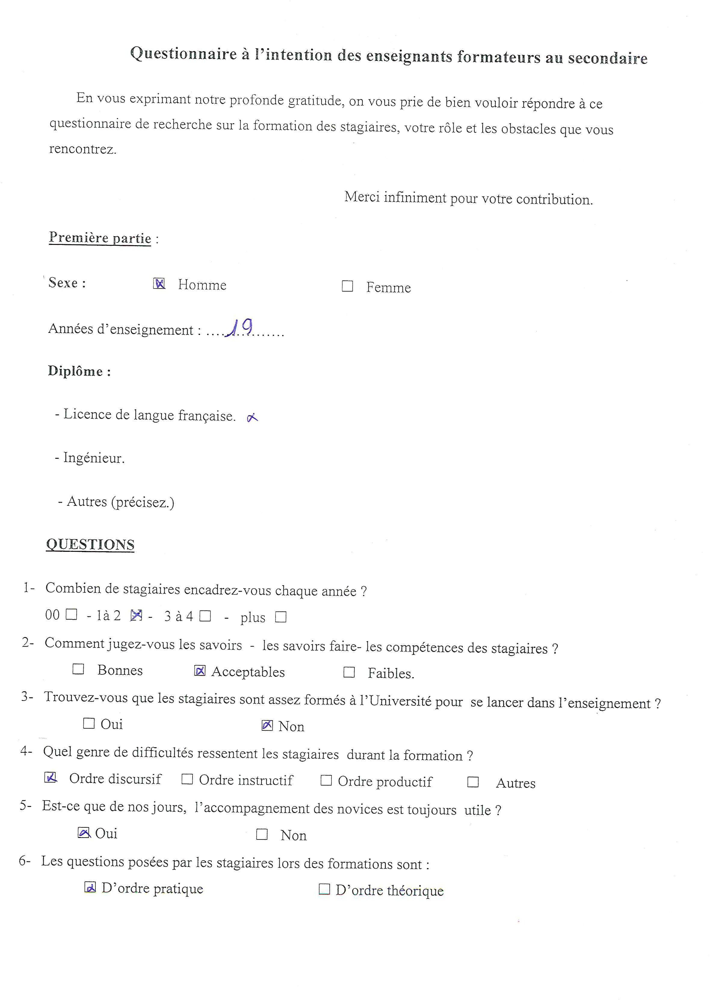 Questionnaire à l'intention des enseignants formateurs au secondaire
En vous exprimant notre profonde gratitude, on vous prie de bien vouloir répondre à ce
questionnaire de recherche sur la formation des stagiaires, votre rôle et les obstacles que vous
rencontrez.
Merci infiniment pour votre contribution.
Première partie :
Sexe : ☒ Homme ☐ Femme
Années d'enseignement : ....19........
Diplôme :
- Licence de langue française. x
- Ingénieur.
- Autres (précisez.)
QUESTIONS
1- Combien de stagiaires encadrez-vous chaque année ?
00 ☐ - 1à 2 ☒ - 3 à 4 ☐ - plus ☐
2- Comment jugez-vous les savoirs - les savoirs faire- les compétences des stagiaires ?
☐ Bonnes ☒ Acceptables ☐ Faibles.
3- Trouvez-vous que les stagiaires sont assez formés à l'Université pour se lancer dans l'enseignement ?
☐ Oui ☒ Non
4- Quel genre de difficultés ressentent les stagiaires durant la formation ?
☒ Ordre discursif ☐ Ordre instructif ☐ Ordre productif ☐ Autres
5- Est-ce que de nos jours, l'accompagnement des novices est toujours utile ?
☒ Oui ☐ Non
6- Les questions posées par les stagiaires lors des formations sont :
☒ D'ordre pratique ☐ D'ordre théorique